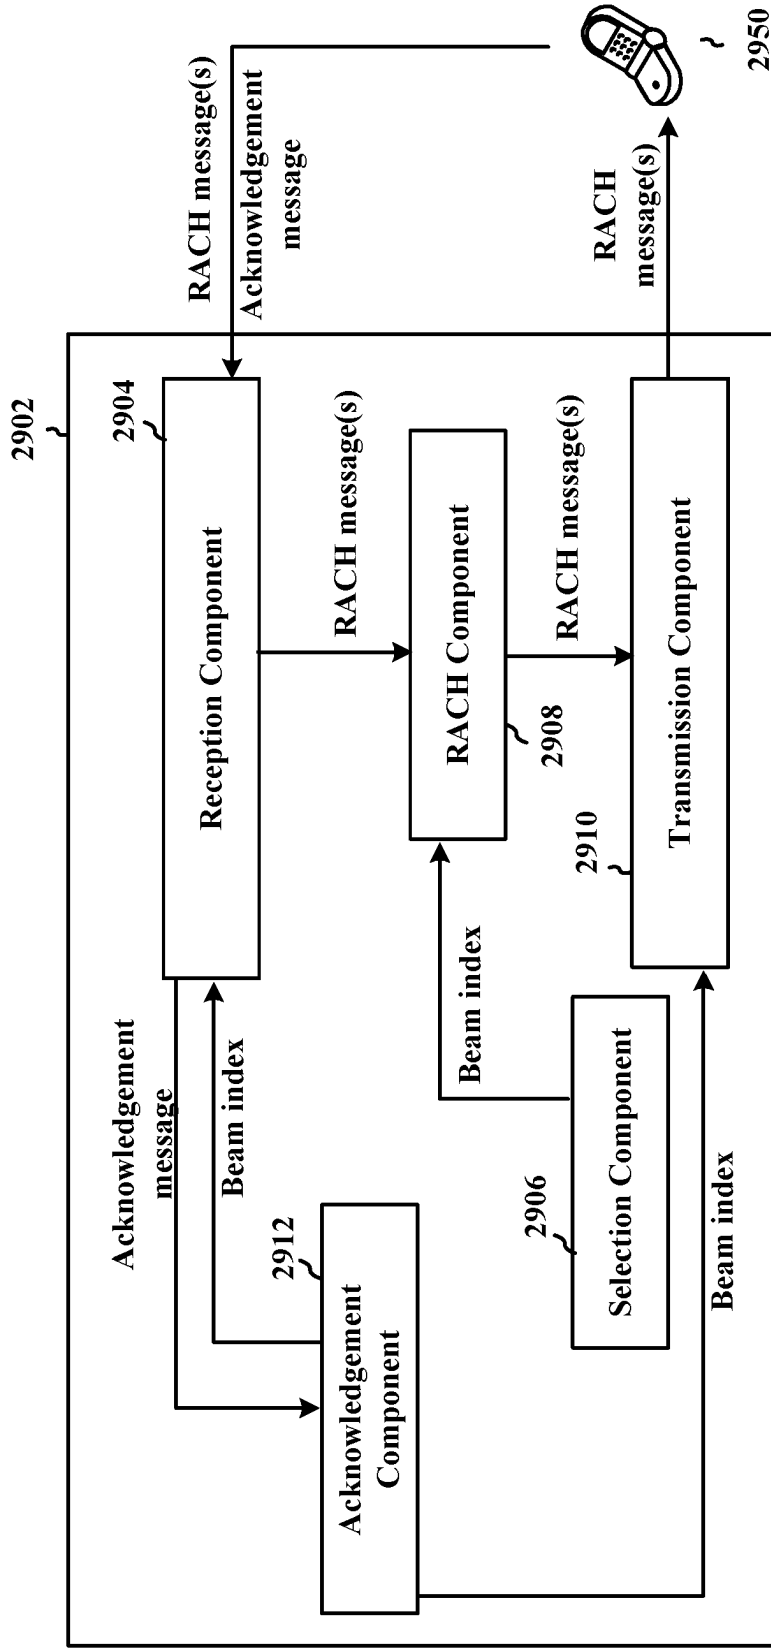 2902
Acknowledgement
message
Beam index
Reception Component
2904
RACH message(s)
Acknowledgement
message
2912
Acknowledgement
Component
RACH message(s)
Beam index
RACH Component
2908
2906
Selection Component
RACH message(s)
2910
Transmission Component
Beam index
RACH
message(s)
2950